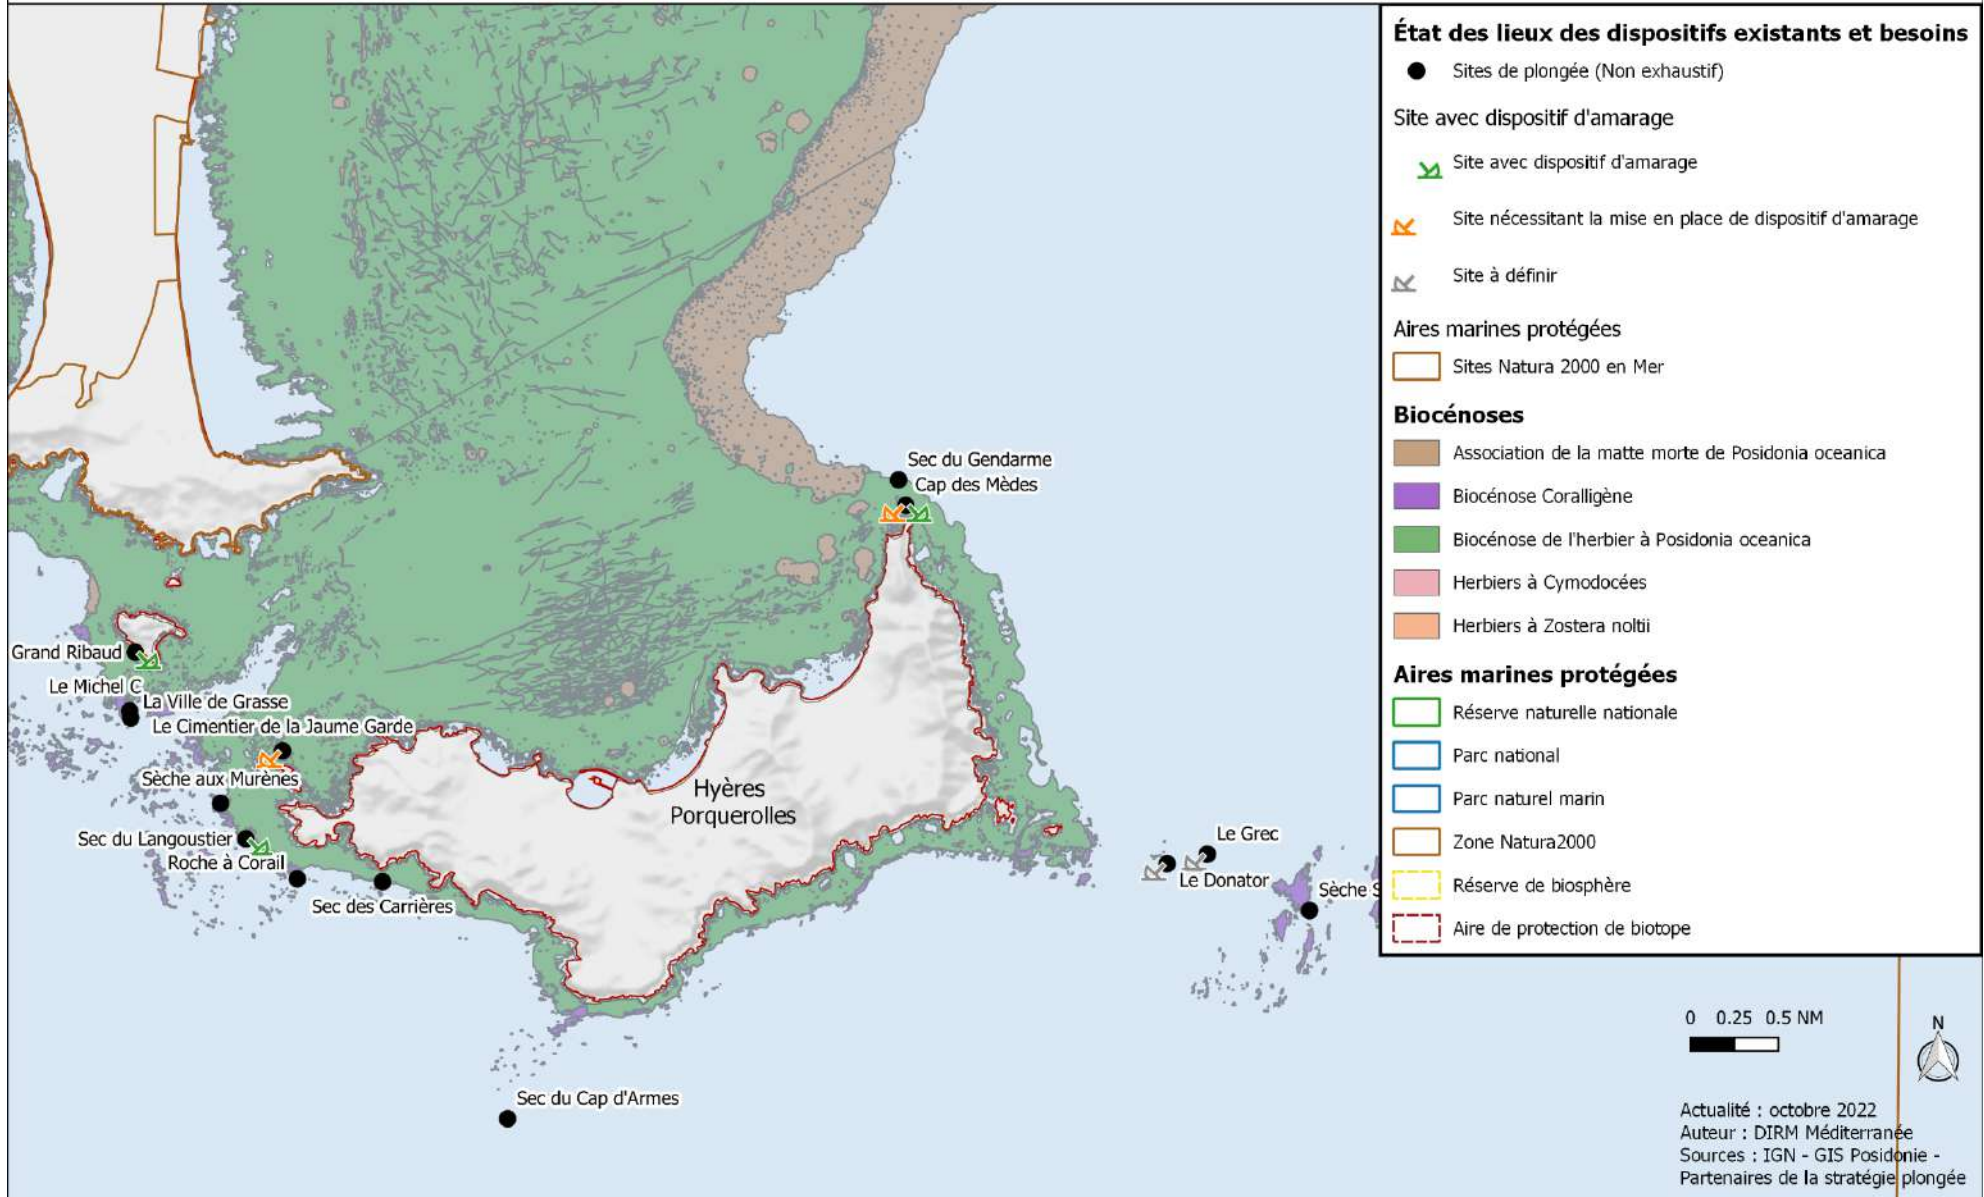 État des lieux des dispositifs existants et besoins
Sites de plongée (Non exhaustif)
Site avec dispositif d'amarage
Site avec dispositif d'amarage
Site nécessitant la mise en place de dispositif d'amarage
Site à définir
Aires marines protégées
Sites Natura 2000 en Mer
Biocénoses
Association de la matte morte de Posidonia oceanica
Biocénose Coralligène
Biocénose de l'herbier à Posidonia oceanica
Herbiers à Cymodocées
Herbiers à Zostera noltii
Aires marines protégées
Réserve naturelle nationale
Parc national
Parc naturel marin
Zone Natura2000
Réserve de biosphère
Aire de protection de biotope
Sec du Gendarme
Cap des Mèdes
Grand Ribaud
Le Michel C
La Ville de Grasse
Le Cimentier de la Jaume Garde
Sèche aux Murènes
Sec du Langoustier
Roche à Corail
Sec des Carrières
Hyères
Porquerolles
Le Grec
Le Donator
Sèche S
Sec du Cap d'Armes
0 0.25 0.5 NM
N
Actualité : octobre 2022
Auteur : DIRM Méditerranée
Sources : IGN - GIS Posidonie -
Partenaires de la stratégie plongée